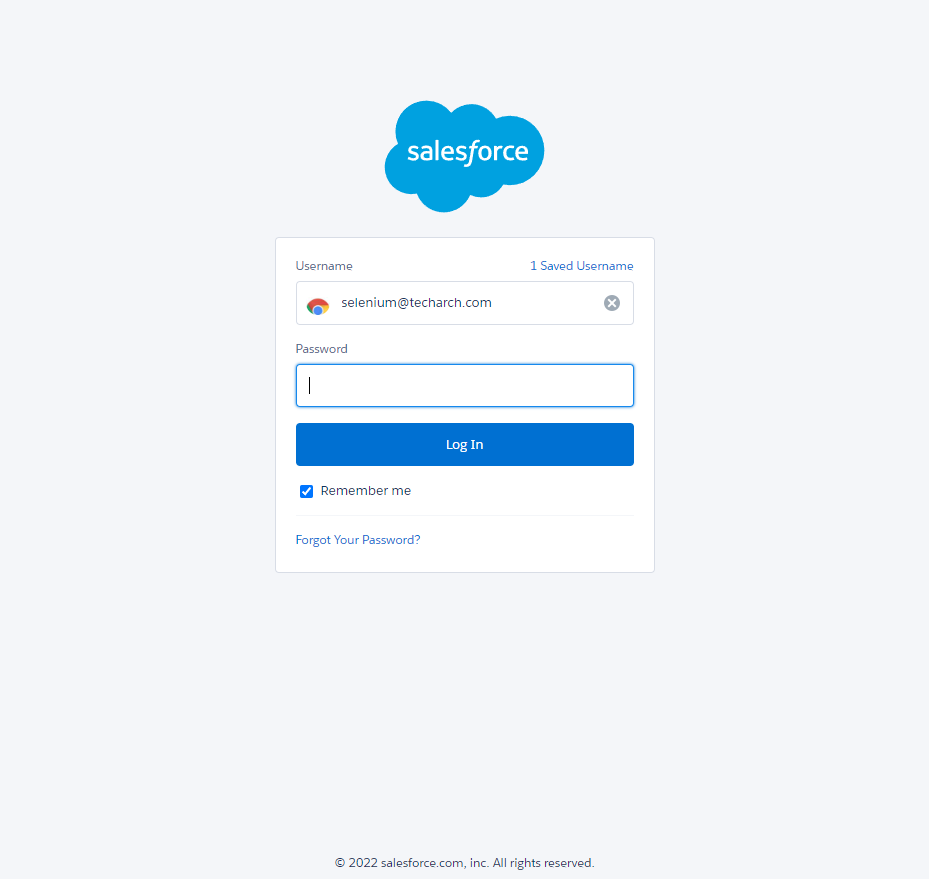 salesforce
Username 1 Saved Username
selenium@techarch.com
Password
Log In
Remember me
Forgot Your Password?
© 2022 salesforce.com, inc. All rights reserved.